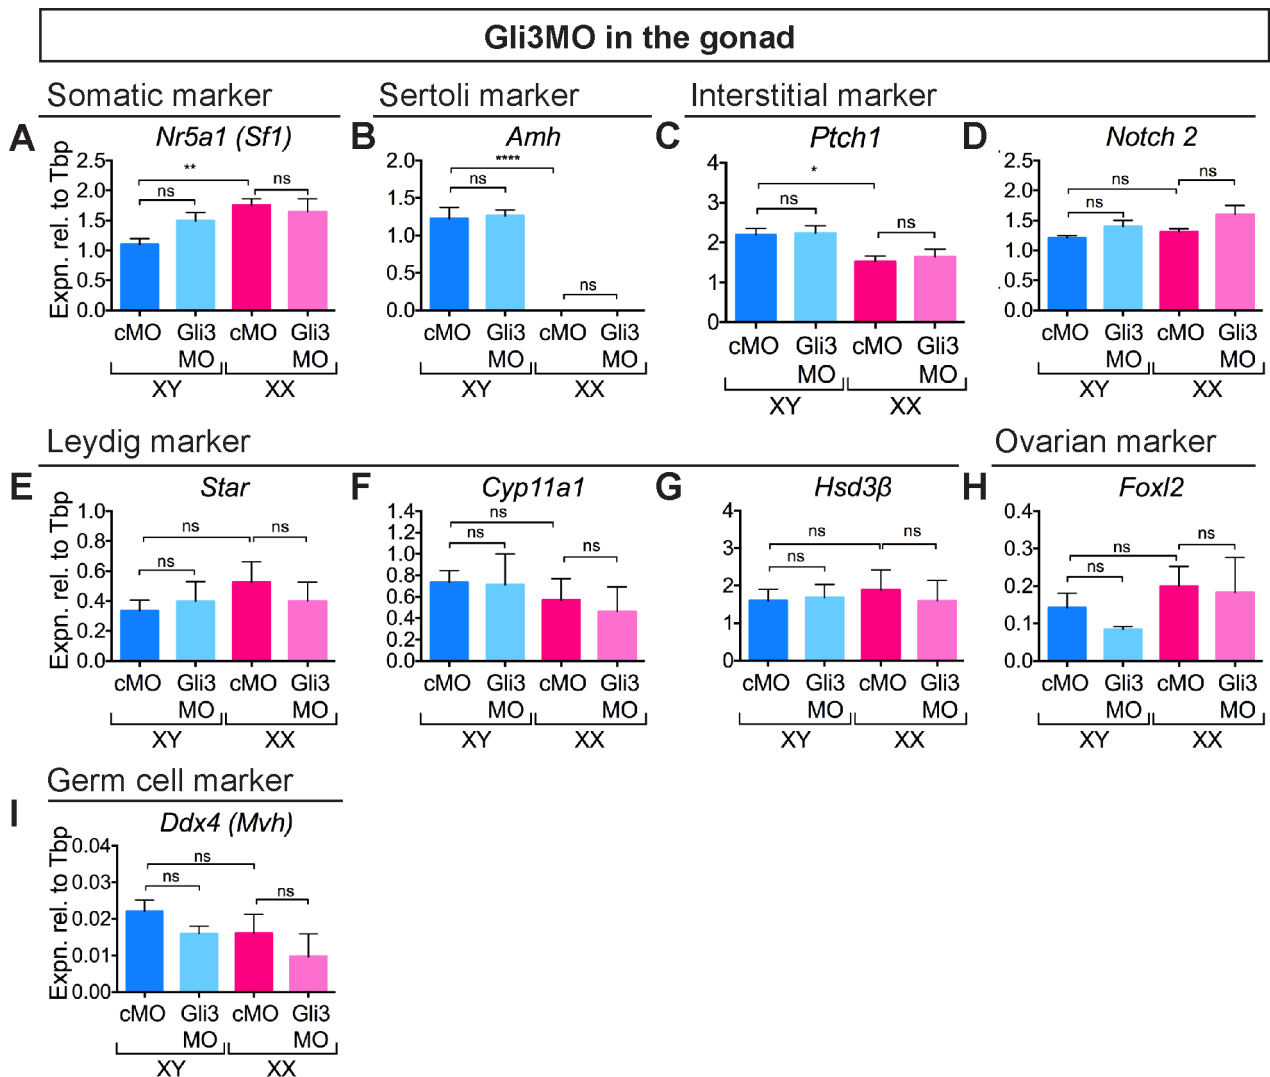 Gli3MO in the gonad
Somatic marker
Sertoli marker
Interstitial marker
A
Nr5a1 (Sf1)
Expn. rel. to Tbp
2.5
2.0
1.5
1.0
0.5
0.0
**
ns
ns
cMO
Gli3
MO
cMO
Gli3
MO
XY
XX
B
Amh
2.0
1.5
1.0
0.5
0.0
****
ns
ns
cMO
Gli3
MO
cMO
Gli3
MO
XY
XX
C
Ptch1
4
3
2
1
0
*
ns
ns
cMO
Gli3
MO
cMO
Gli3
MO
XY
XX
D
Notch 2
2.5
2.0
1.5
1.0
0.5
0.0
ns
ns
ns
cMO
Gli3
MO
cMO
Gli3
MO
XY
XX
Leydig marker
Ovarian marker
E
Star
Expn. rel. to Tbp
1.0
0.8
0.6
0.4
0.2
0.0
ns
ns
ns
cMO
Gli3
MO
cMO
Gli3
MO
XY
XX
F
Cyp11a1
1.4
1.2
1.0
0.8
0.6
0.4
0.2
0.0
ns
ns
ns
cMO
Gli3
MO
cMO
Gli3
MO
XY
XX
G
Hsd3β
4
3
2
1
0
ns
ns
ns
cMO
Gli3
MO
cMO
Gli3
MO
XY
XX
H
Foxl2
0.4
0.3
0.2
0.1
0.0
ns
ns
ns
cMO
Gli3
MO
cMO
Gli3
MO
XY
XX
Germ cell marker
I
Ddx4 (Mvh)
Expn. rel. to Tbp
0.04
0.03
0.02
0.01
0.00
ns
ns
ns
cMO
Gli3
MO
cMO
Gli3
MO
XY
XX